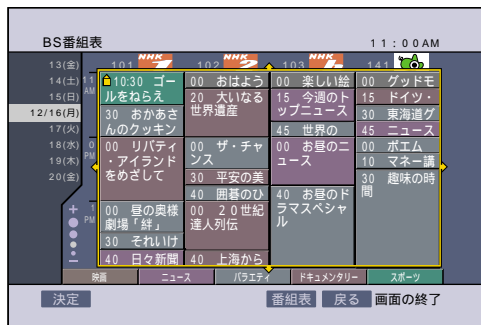 BS番組表
11:00AM
13(金)
14(土)
15(日)
12/16(月)
17(火)
18(水)
19(木)
20(金)
11
AM
0
PM
1
PM
101
NHK
102
NHK
103
NHK
141
10:30 ゴー
ルをねらえ
30 おかあさ
んのクッキン
00 リバティ
・アイランド
をめざして
00 昼の奥様
劇場「絆」
30 それいけ
40 日々新聞
00 おはよう
20 大いなる
世界遺産
00 ザ・チャ
ンス
30 平安の美
40 囲碁のひ
00 20世紀
達人列伝
40 上海から
00 楽しい絵
15 今週のト
ップニュース
45 世界の
00 お昼のニ
ュース
40 お昼のド
ラマスペシャ
ル
00 グッドモ
15 ドイツ・
30 東海道グ
45 ニュース
00 ポエム
10 マネー講
30 趣味の時
間
映画
ニュース
バラエティ
ドキュメンタリー
スポーツ
決定
番組表
戻る
画面の終了